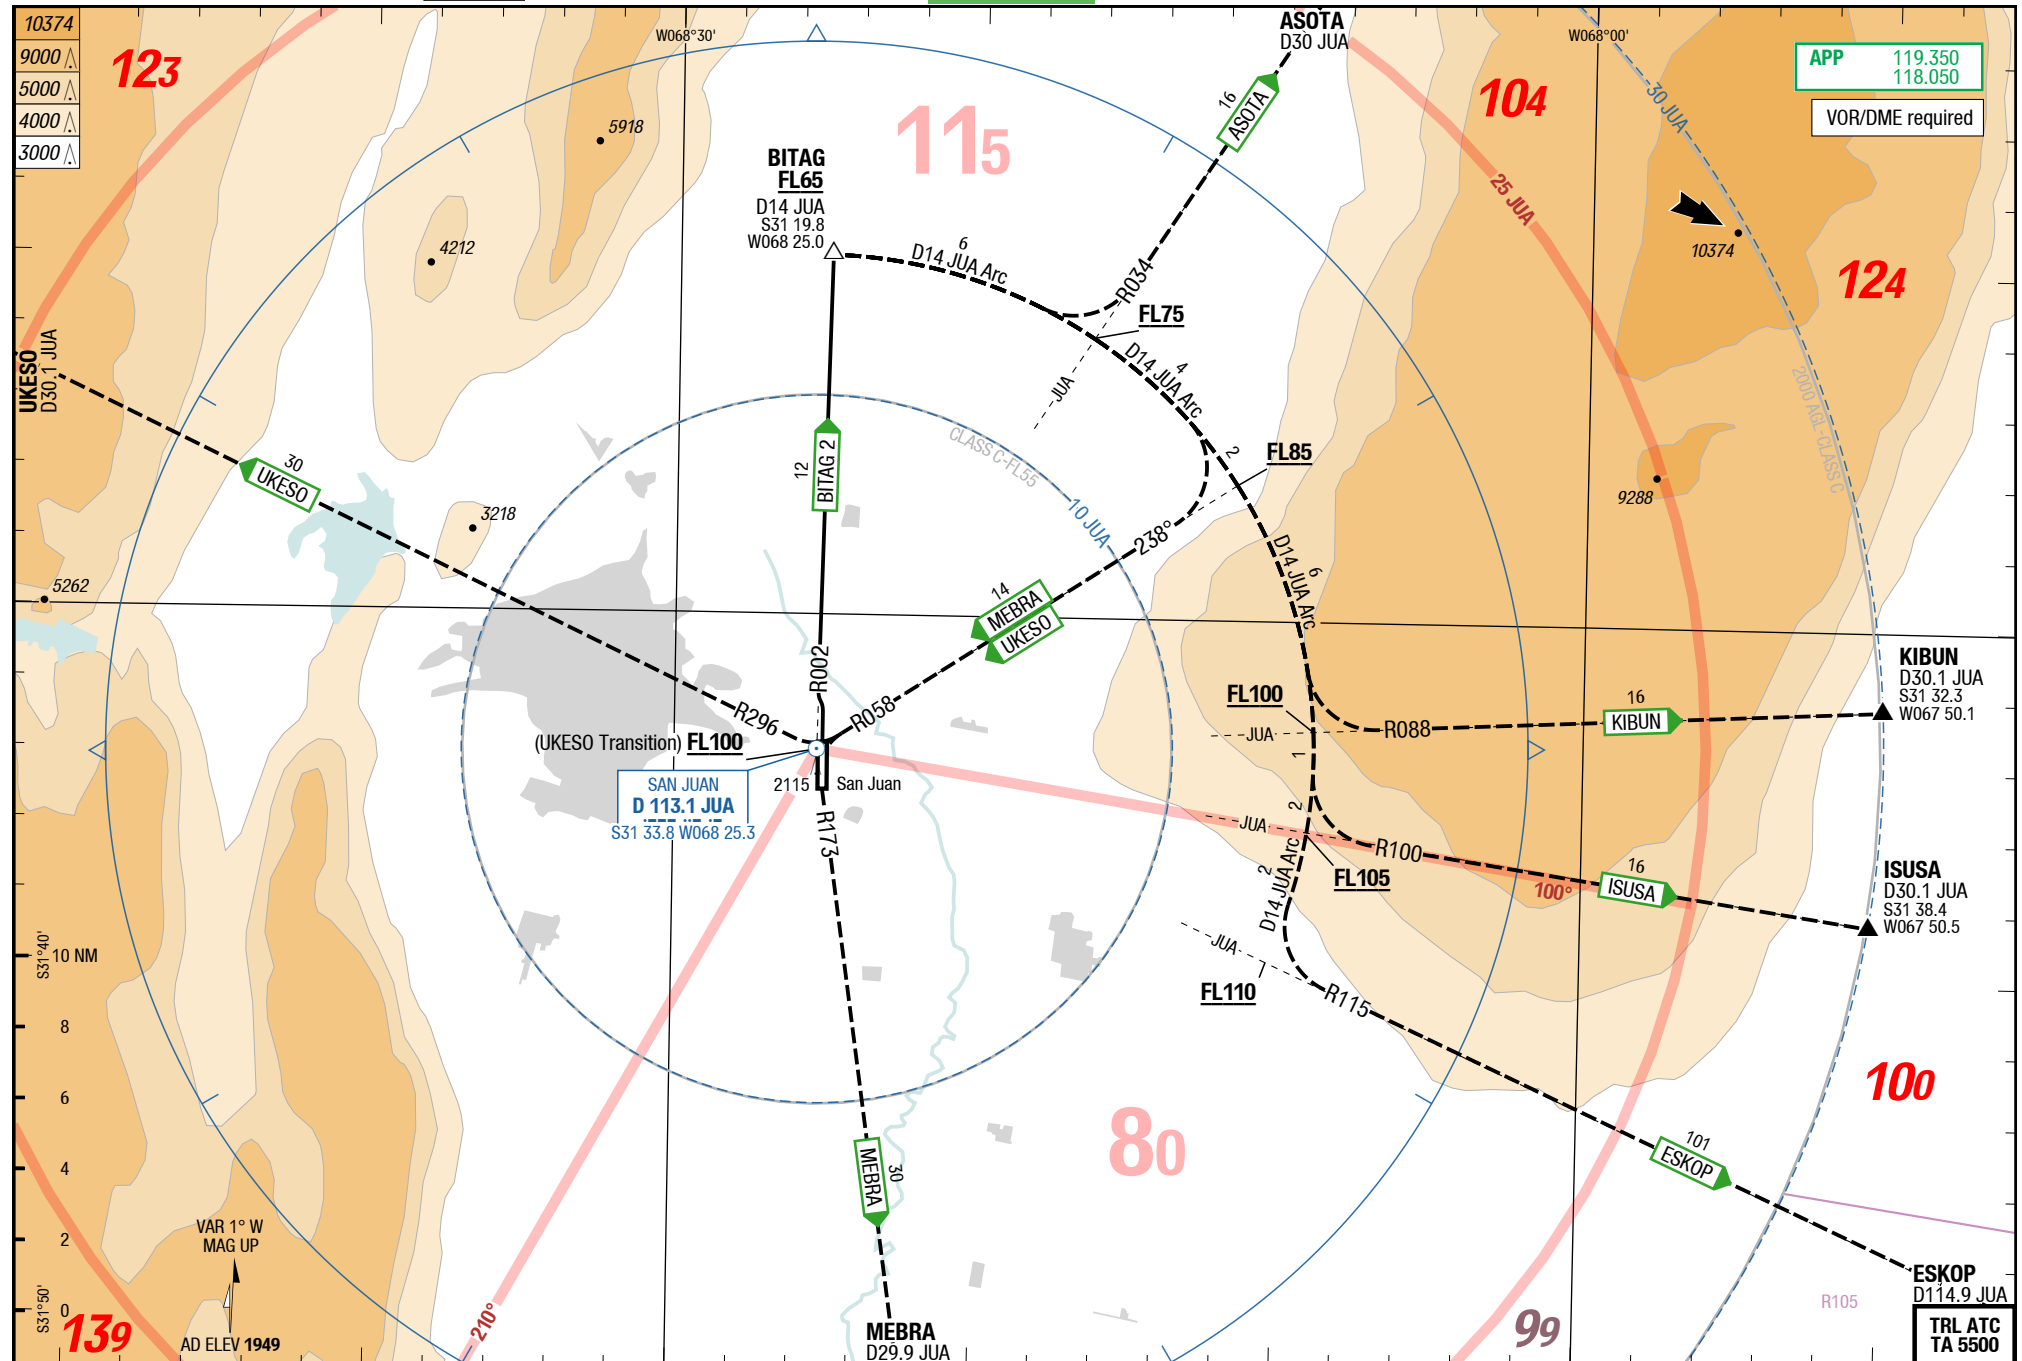 10374
9000
5000
4000
3000
123
5918
4212
W068°30'
115
BITAG
FL65
D14 JUA
S31 19.8
W068 25.0
6
D14 JUA Arc
ASOTA
D30 JUA
16
ASOTA
R034
FL75
JUA
4
D14 JUA Arc
2
FL85
104
W068°00'
30 JUA
25 JUA
APP 119.350
118.050
VOR/DME required
10374
124
2000 AGL-CLASS C
9288
UKESO
D30.1 JUA
30
UKESO
3218
5262
12
BITAG 2
CLASS C-FL55
10 JUA
238°
14
MEBRA
UKESO
D14 JUA Arc
6
R002
R058
R296
(UKESO Transition) FL100
SAN JUAN
D 113.1 JUA
S31 33.8 W068 25.3
2115
San Juan
R173
FL100
JUA
1
R088
16
KIBUN
KIBUN
D30.1 JUA
S31 32.3
W067 50.1
2
JUA
R100
FL105
100°
16
ISUSA
ISUSA
D30.1 JUA
S31 38.4
W067 50.5
2
D14 JUA Arc
JUA
FL110
R115
101
ESKOP
ESKOP
D114.9 JUA
R105
100
80
99
30
MEBRA
MEBRA
D29.9 JUA
210°
S31°40'
10 NM
8
6
4
2
0
S31°50'
VAR 1° W
MAG UP
139
AD ELEV 1949
TRL ATC
TA 5500